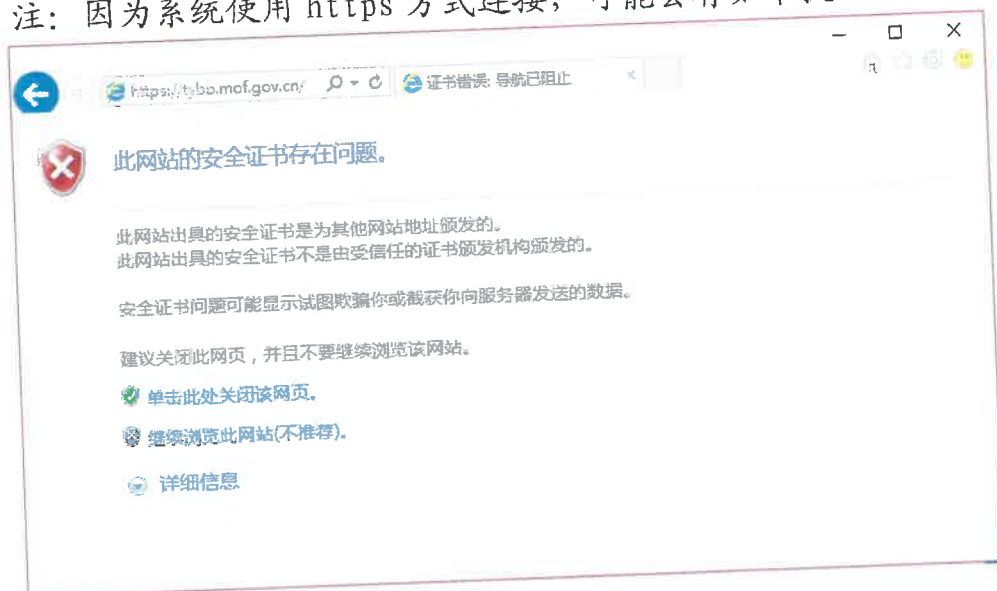 注：因为系统使用 https 方式连接，可能会有如下
https://tybb.mof.gov.cn/
证书错误: 导航已阻止
此网站的安全证书存在问题。
此网站出具的安全证书是为其他网站地址颁发的。
此网站出具的安全证书不是由受信任的证书颁发机构颁发的。
安全证书问题可能显示试图欺骗你或截获你向服务器发送的数据。
建议关闭此网页，并且不要继续浏览该网站。
单击此处关闭该网页。
继续浏览此网站(不推荐)。
详细信息